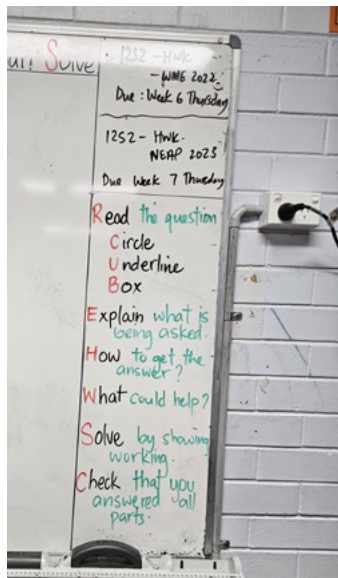 Solve
12S2 - HWK
- WME 2022
Due : Week 6 Thursday
12S2 - HWK.
NEAP 2023
Due Week 7 Thursday
Read the question
Circle
Underline
Box
Explain what is
being asked.
How to get the
answer?
What could help?
Solve by showing
working.
Check that you
answered all
parts.